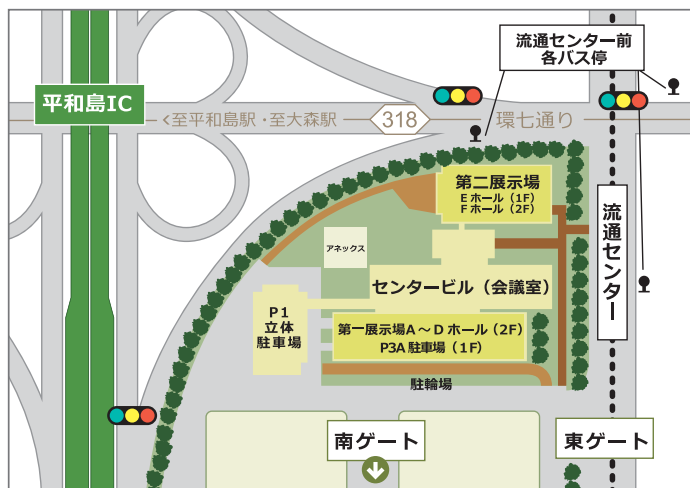 流通センター前
各バス停
平和島IC
<至平和島駅・至大森駅
318
環七通り
第二展示場
Eホール（1F）
Fホール（2F）
アネックス
流通センター
センタービル（会議室）
P1
立体
駐車場
第一展示場A～Dホール（2F）
P3A駐車場（1F）
駐輪場
南ゲート
東ゲート